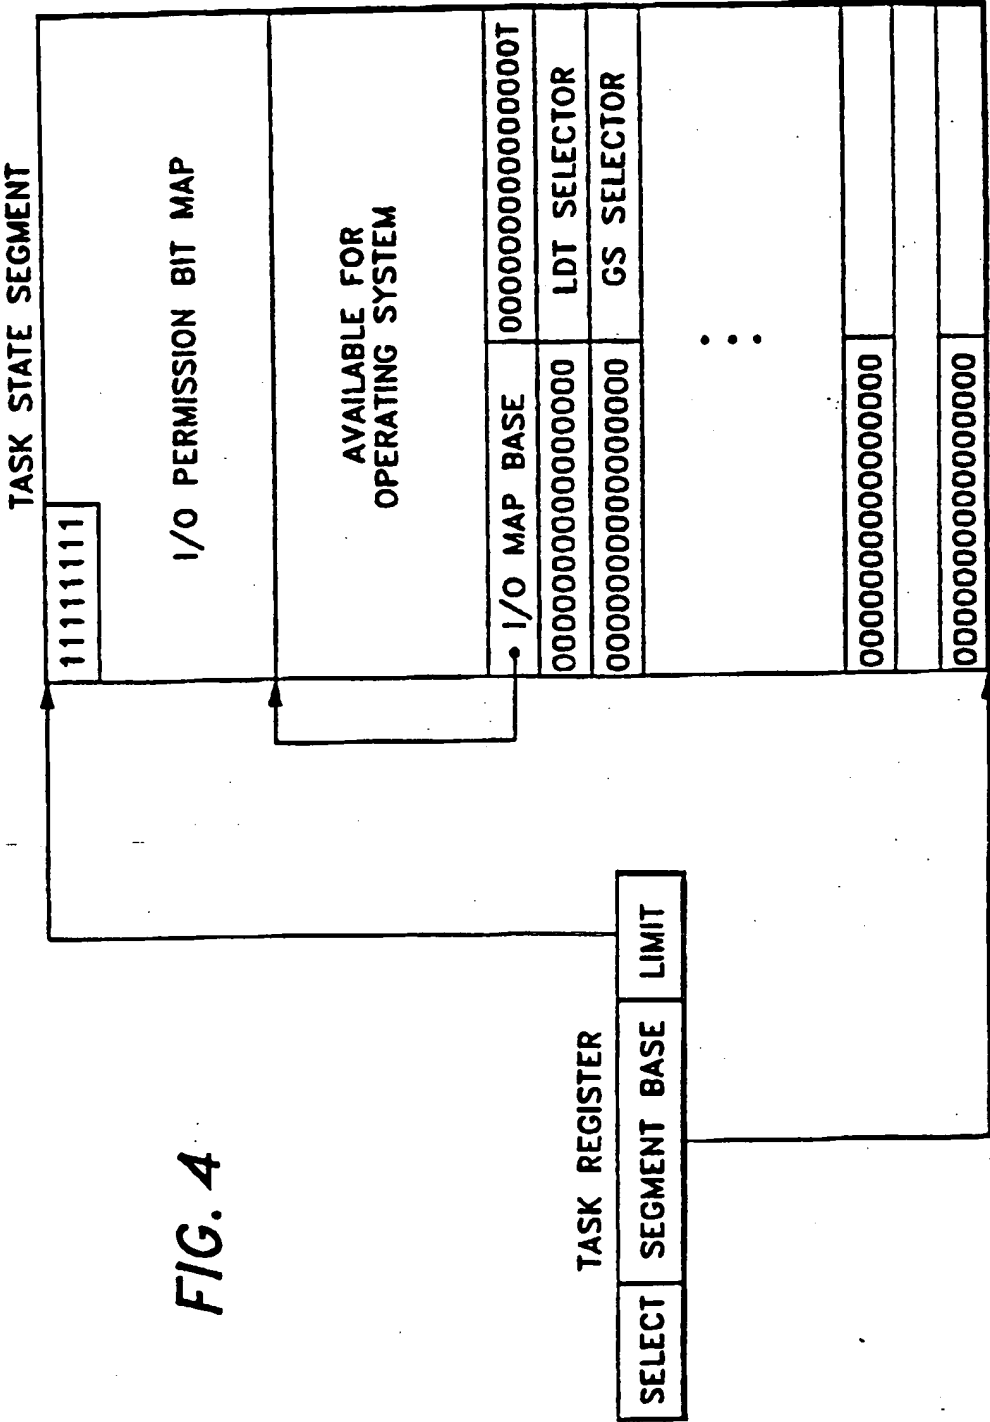 FIG. 4
TASK STATE SEGMENT
11111111
I/O PERMISSION BIT MAP
AVAILABLE FOR
OPERATING SYSTEM
I/O MAP BASE 000000000000000T
0000000000000000 LDT SELECTOR
0000000000000000 GS SELECTOR
0000000000000000
0000000000000000
TASK REGISTER
SELECT SEGMENT BASE LIMIT